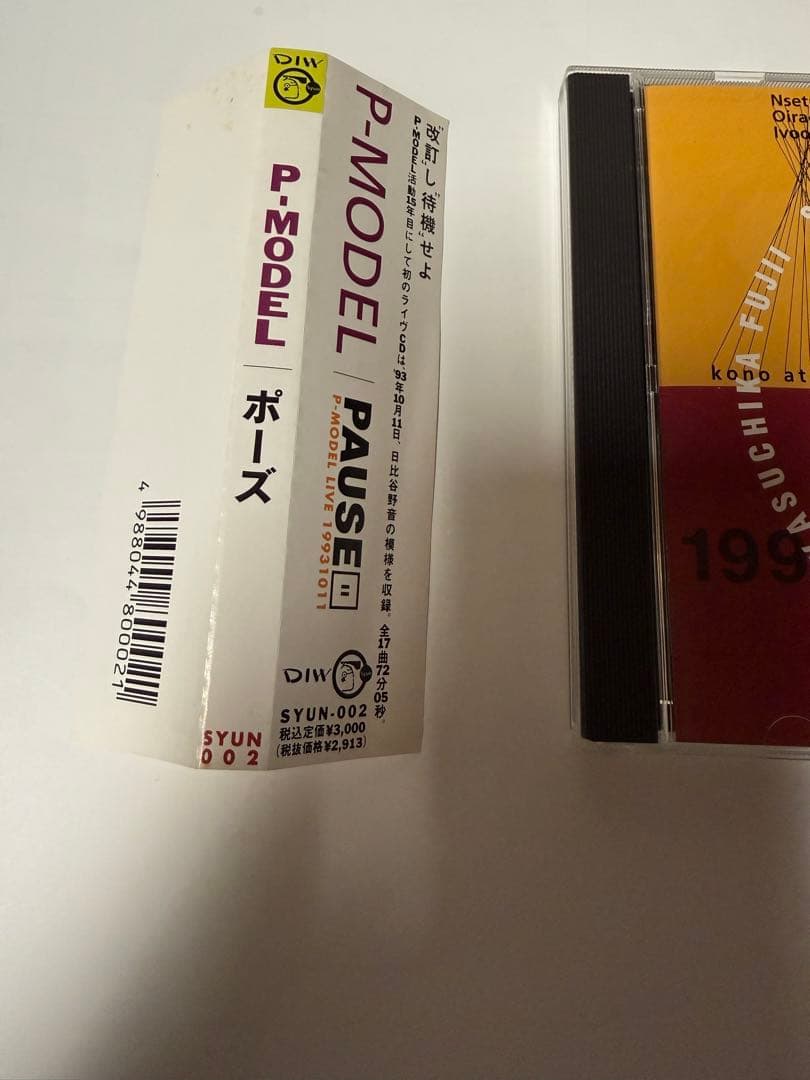 DIW
Syun
P-MODEL
ポーズ
SYUN
002
4 988044 800021
"改訂"し"待機"せよ
P-MODEL活動15年目にして初のライヴCDは、'93年10月11日、日比谷野音の模様を収録。全17曲72分05秒。
P-MODEL
PAUSE
P-MODEL LIVE 19931011
DIW
SYUN-002
税込定価¥3,000
(税抜価格¥2,913)
kono at
ASUCHIKA FUJII
199